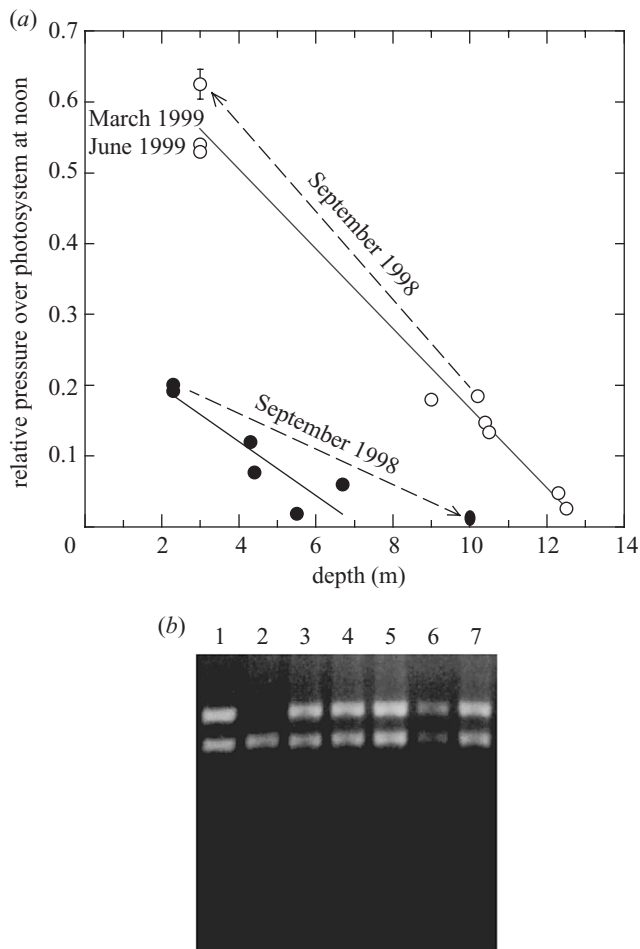 (a)
0.7
0.6
0.5
0.4
0.3
0.2
0.1
relative pressure over photosystem at noon
March 1999
June 1999
September 1998
September 1998
0 2 4 6 8 10 12 14
depth (m)
(b)
1 2 3 4 5 6 7